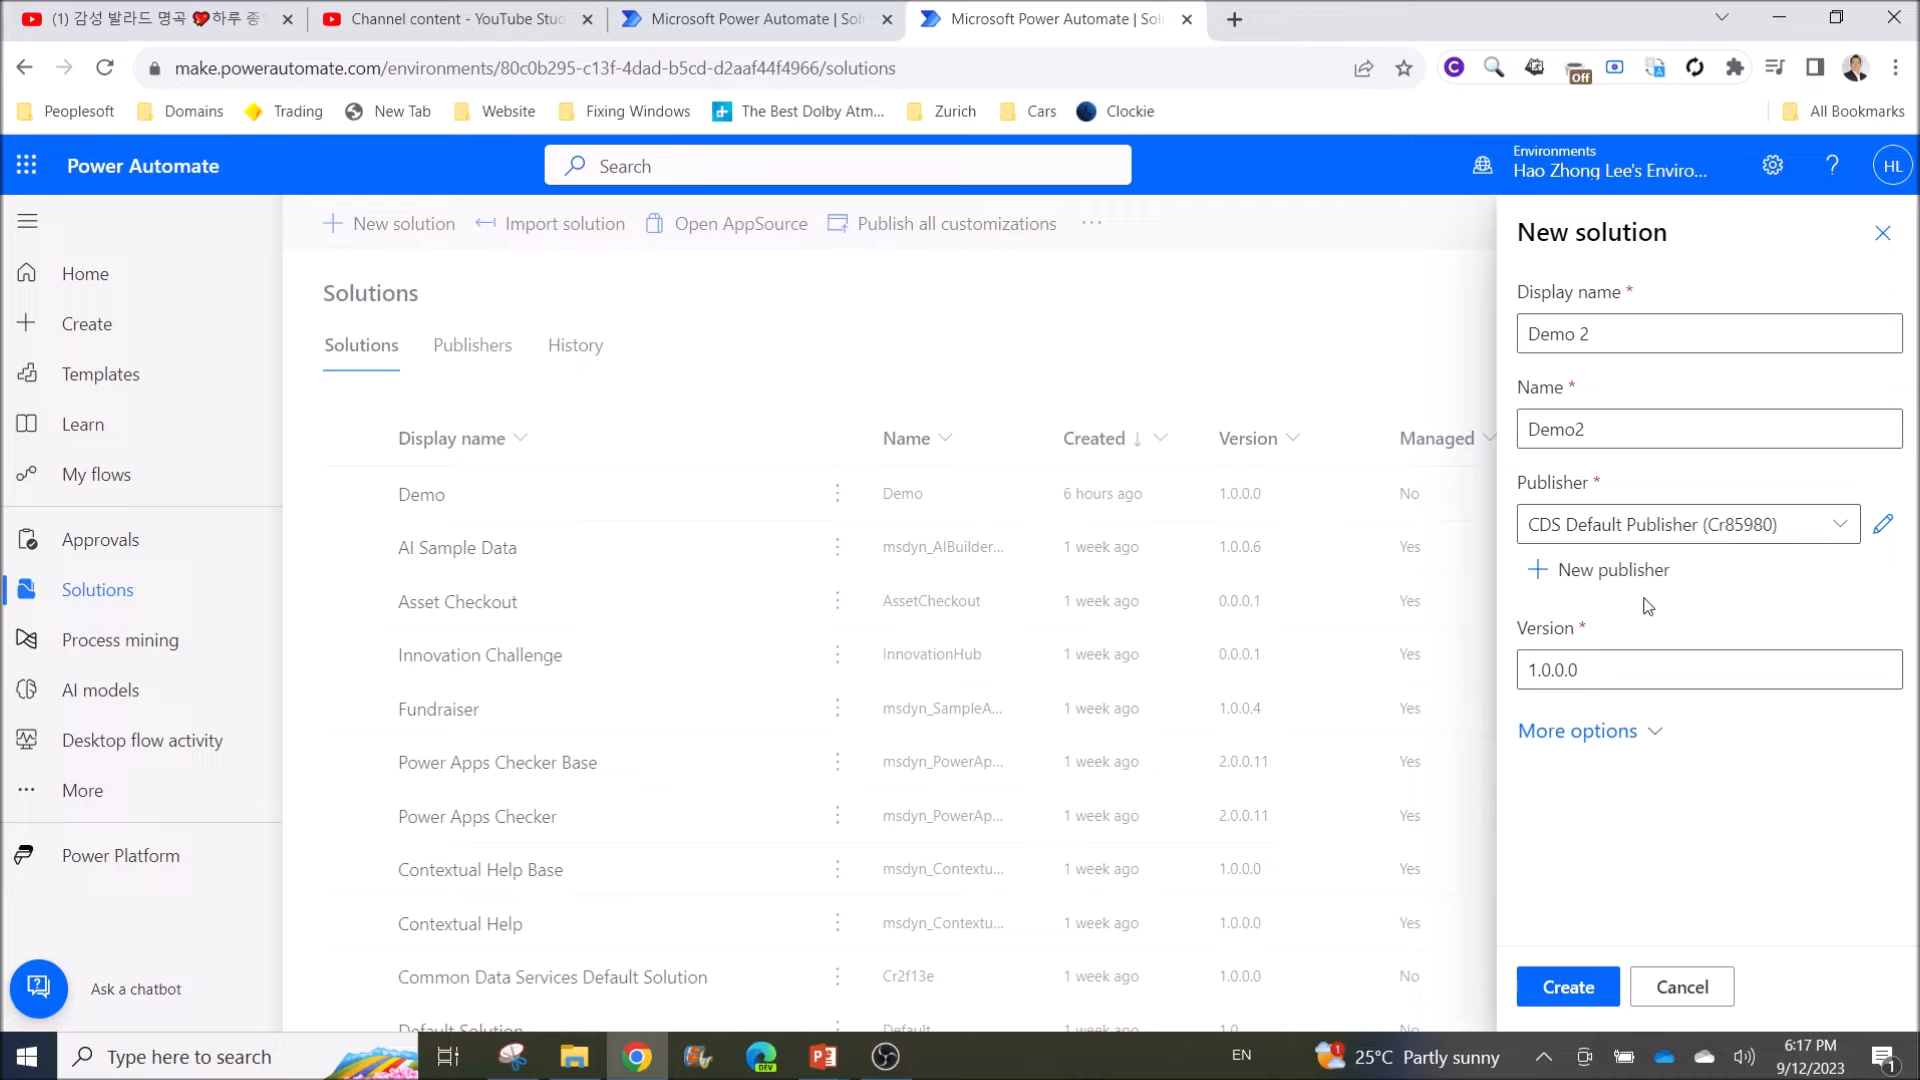 (1) 감성 발라드 명곡 ❤️하루 종
Channel content - YouTube Stu
Microsoft Power Automate | Sol
Microsoft Power Automate | Sol
make.powerautomate.com/environments/80c0b295-c13f-4dad-b5cd-d2aaf44f4966/solutions
Off
Peoplesoft
Domains
Trading
New Tab
Website
Fixing Windows
The Best Dolby Atm...
Zurich
Cars
Clockie
All Bookmarks
Power Automate
Search
Environments
Hao Zhong Lee's Enviro...
HL
Home
Create
Templates
Learn
My flows
Approvals
Solutions
Process mining
AI models
Desktop flow activity
More
Power Platform
Ask a chatbot
New solution
Import solution
Open AppSource
Publish all customizations
Solutions
Solutions
Publishers
History
Display name Name Created Version Managed
Demo Demo 6 hours ago 1.0.0.0 No
AI Sample Data msdyn_AIBuilder... 1 week ago 1.0.0.6 Yes
Asset Checkout AssetCheckout 1 week ago 0.0.0.1 Yes
Innovation Challenge InnovationHub 1 week ago 0.0.0.1 Yes
Fundraiser msdyn_SampleA... 1 week ago 1.0.0.4 Yes
Power Apps Checker Base msdyn_PowerAp... 1 week ago 2.0.0.11 Yes
Power Apps Checker msdyn_PowerAp... 1 week ago 2.0.0.11 Yes
Contextual Help Base msdyn_Contextu... 1 week ago 1.0.0.0 Yes
Contextual Help msdyn_Contextu... 1 week ago 1.0.0.0 Yes
Common Data Services Default Solution Cr2f13e 1 week ago 1.0.0.0 No
Default Solution Default 1 week ago 1.0 No
New solution
Display name *
Demo 2
Name *
Demo2
Publisher *
CDS Default Publisher (Cr85980)
New publisher
Version *
1.0.0.0
More options
Create
Cancel
Type here to search
DEV
EN
1
25°C Partly sunny
6:17 PM
9/12/2023
1